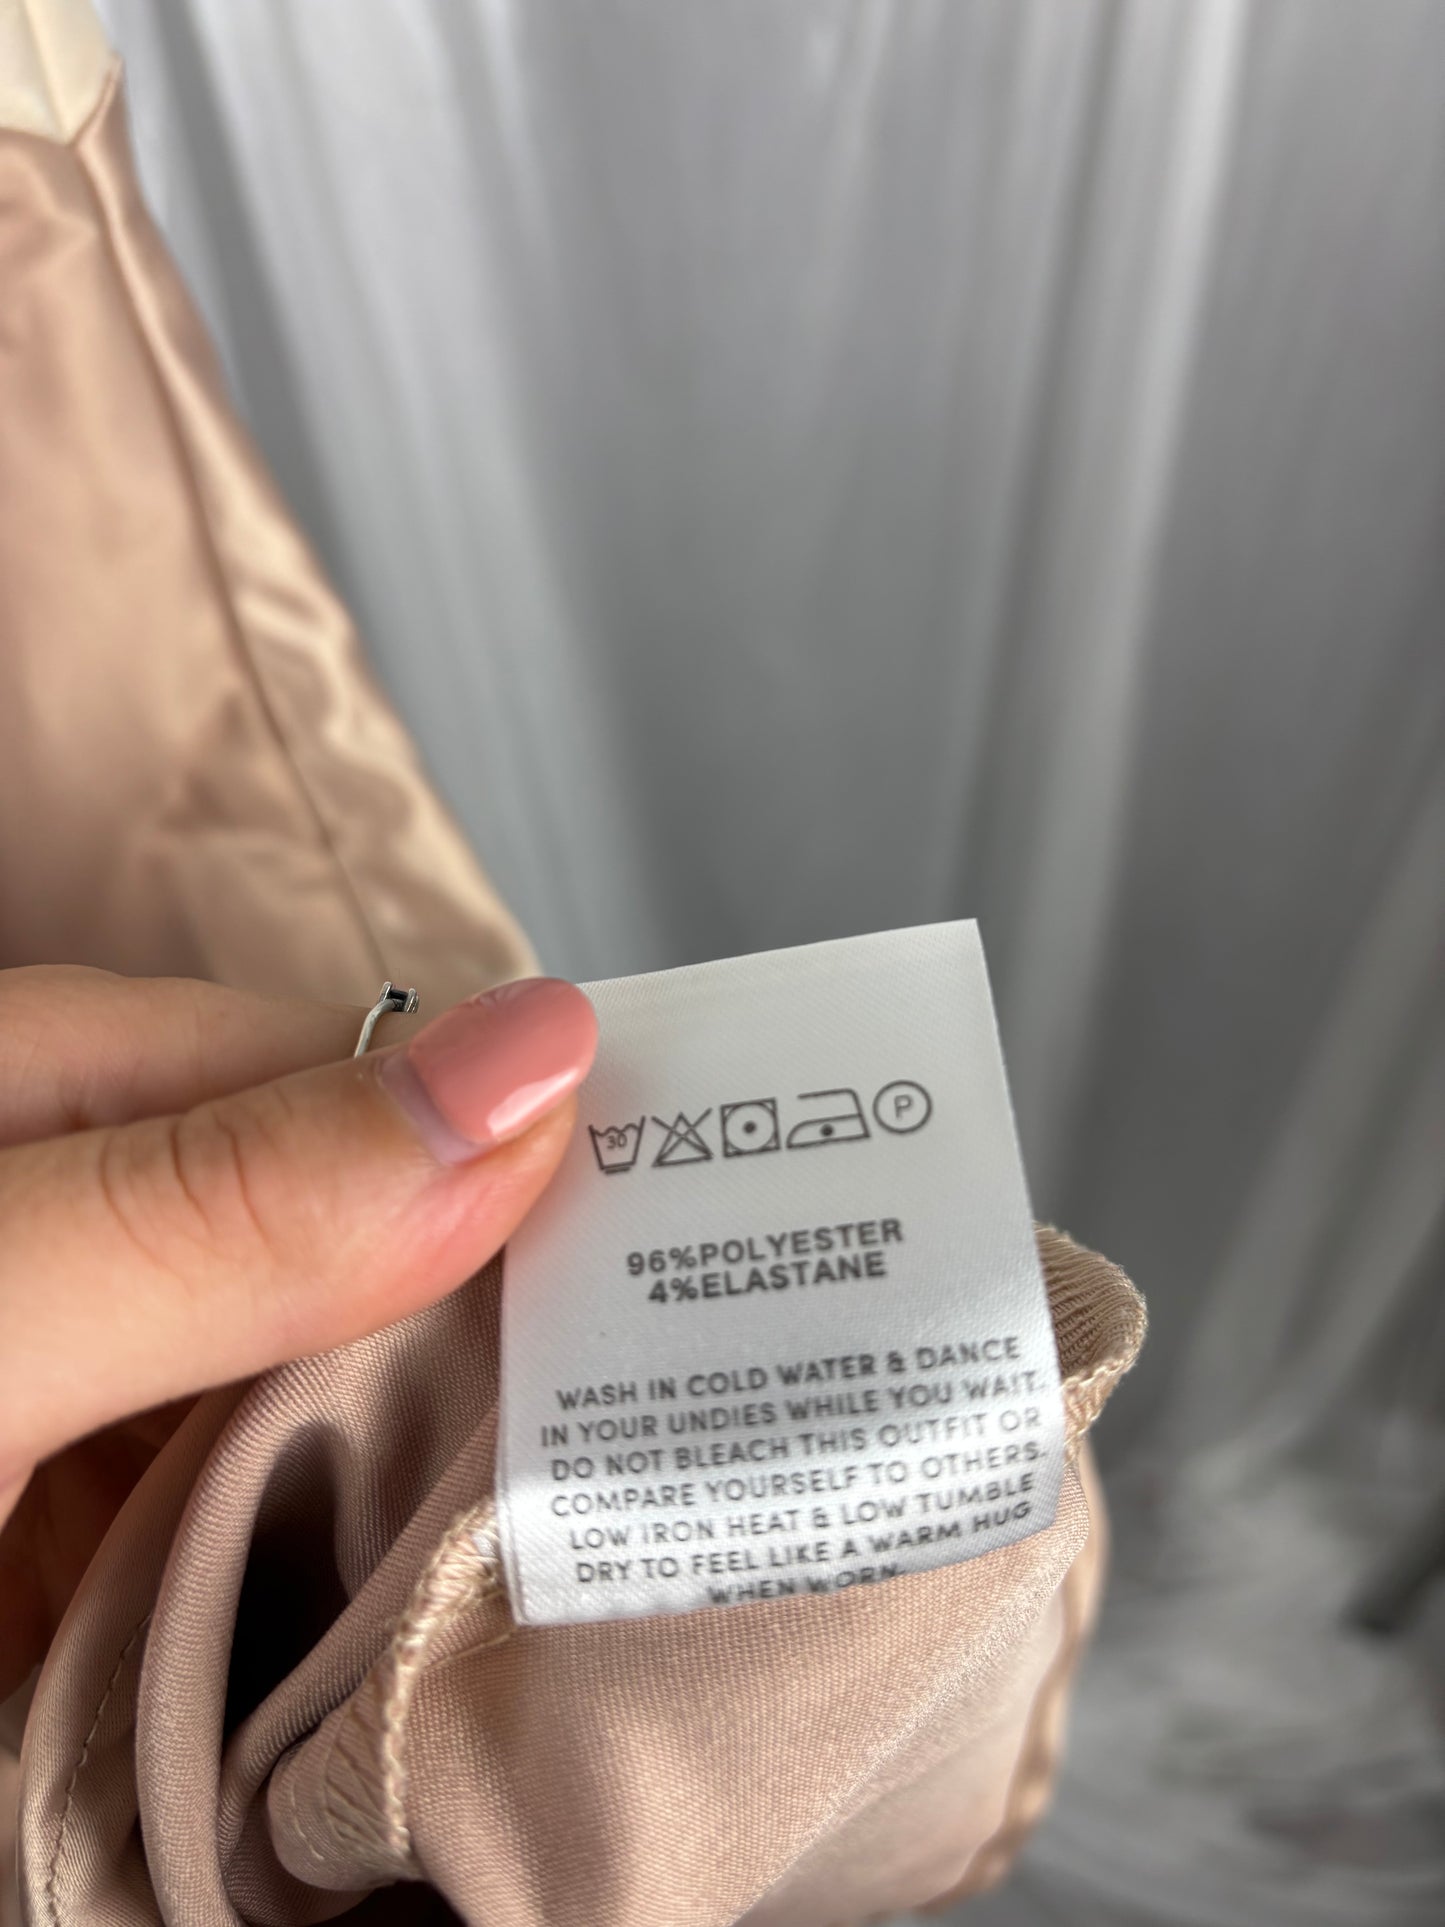 30 P
96%POLYESTER
4%ELASTANE
WASH IN COLD WATER & DANCE
IN YOUR UNDIES WHILE YOU WAIT.
DO NOT BLEACH THIS OUTFIT OR
COMPARE YOURSELF TO OTHERS.
LOW IRON HEAT & LOW TUMBLE
DRY TO FEEL LIKE A WARM HUG
WHEN WORN.